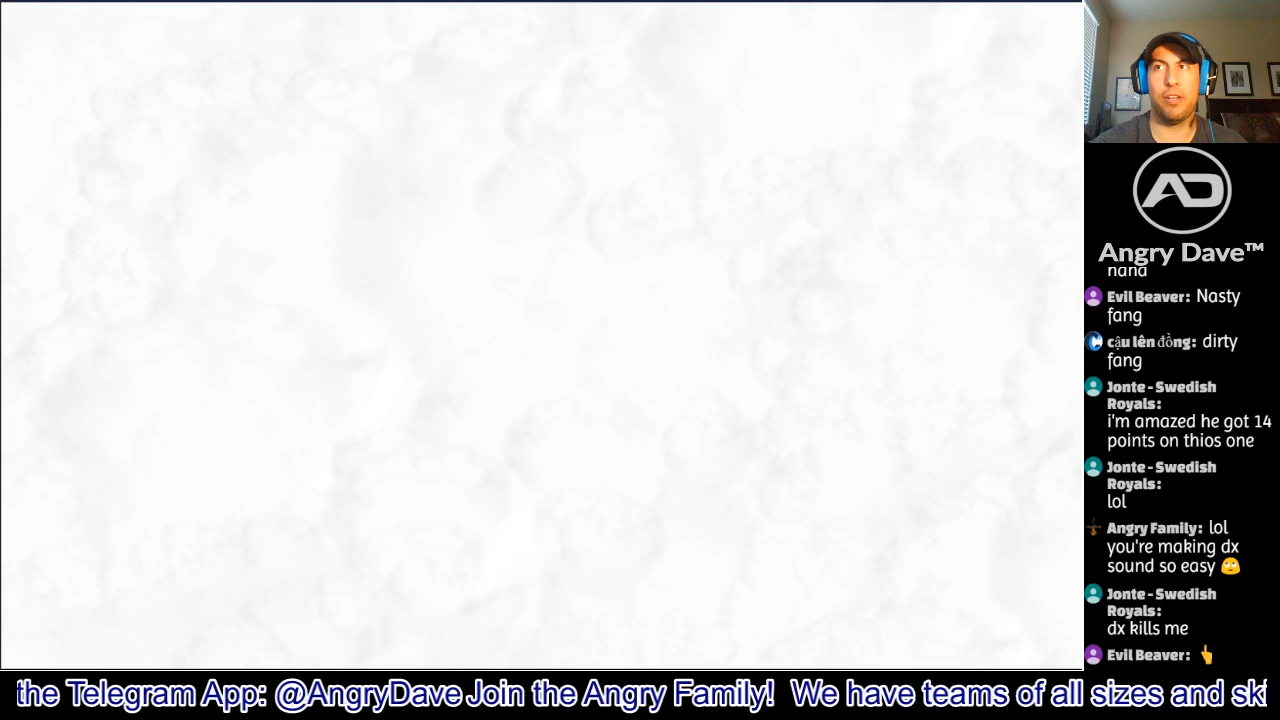 AD
Angry Dave™
nana
Evil Beaver: Nasty
fang
cậu lên đồng: dirty
fang
Jonte - Swedish
Royals:
i'm amazed he got 14
points on thios one
Jonte - Swedish
Royals:
lol
Angry Family: lol
you're making dx
sound so easy 🙄
Jonte - Swedish
Royals:
dx kills me
Evil Beaver: 👆
the Telegram App: @AngryDave Join the Angry Family!  We have teams of all sizes and ski